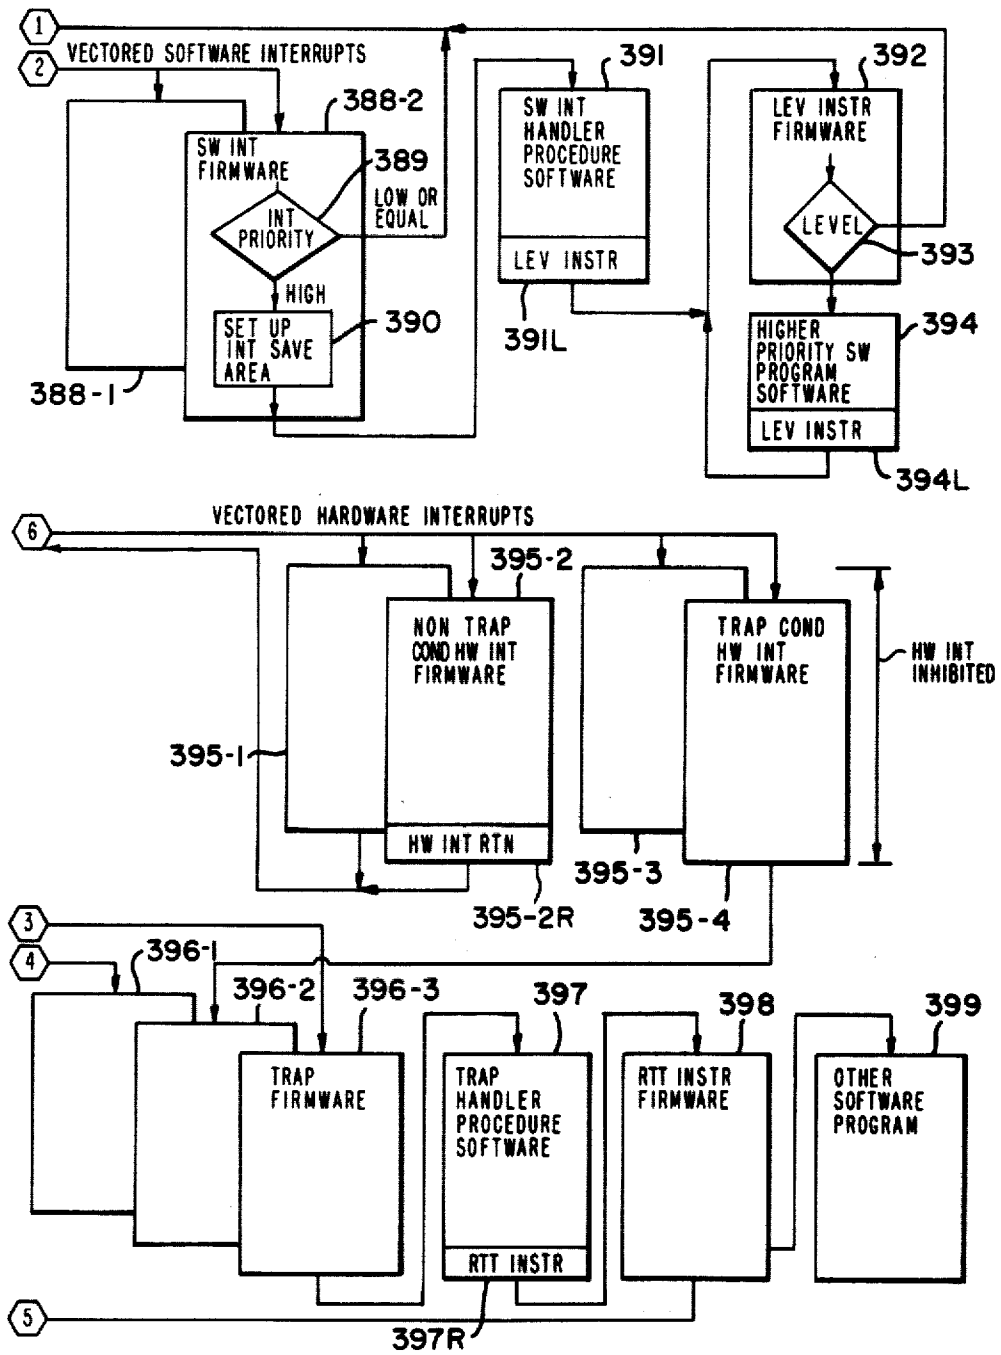 1
VECTORED SOFTWARE INTERRUPTS
2
388-2
SW INT
FIRMWARE
389
INT
PRIORITY
LOW OR
EQUAL
HIGH
SET UP
INT SAVE
AREA
390
388-1
391
SW INT
HANDLER
PROCEDURE
SOFTWARE
LEV INSTR
391L
392
LEV INSTR
FIRMWARE
LEVEL
393
394
HIGHER
PRIORITY SW
PROGRAM
SOFTWARE
LEV INSTR
394L
6
VECTORED HARDWARE INTERRUPTS
395-2
NON TRAP
COND HW INT
FIRMWARE
TRAP COND
HW INT
FIRMWARE
HW INT
INHIBITED
395-1
HW INT RTN
395-3
395-2R
395-4
3
4
396-1
396-2
396-3
397
398
399
TRAP
FIRMWARE
TRAP
HANDLER
PROCEDURE
SOFTWARE
RTT INSTR
FIRMWARE
OTHER
SOFTWARE
PROGRAM
RTT INSTR
5
397R